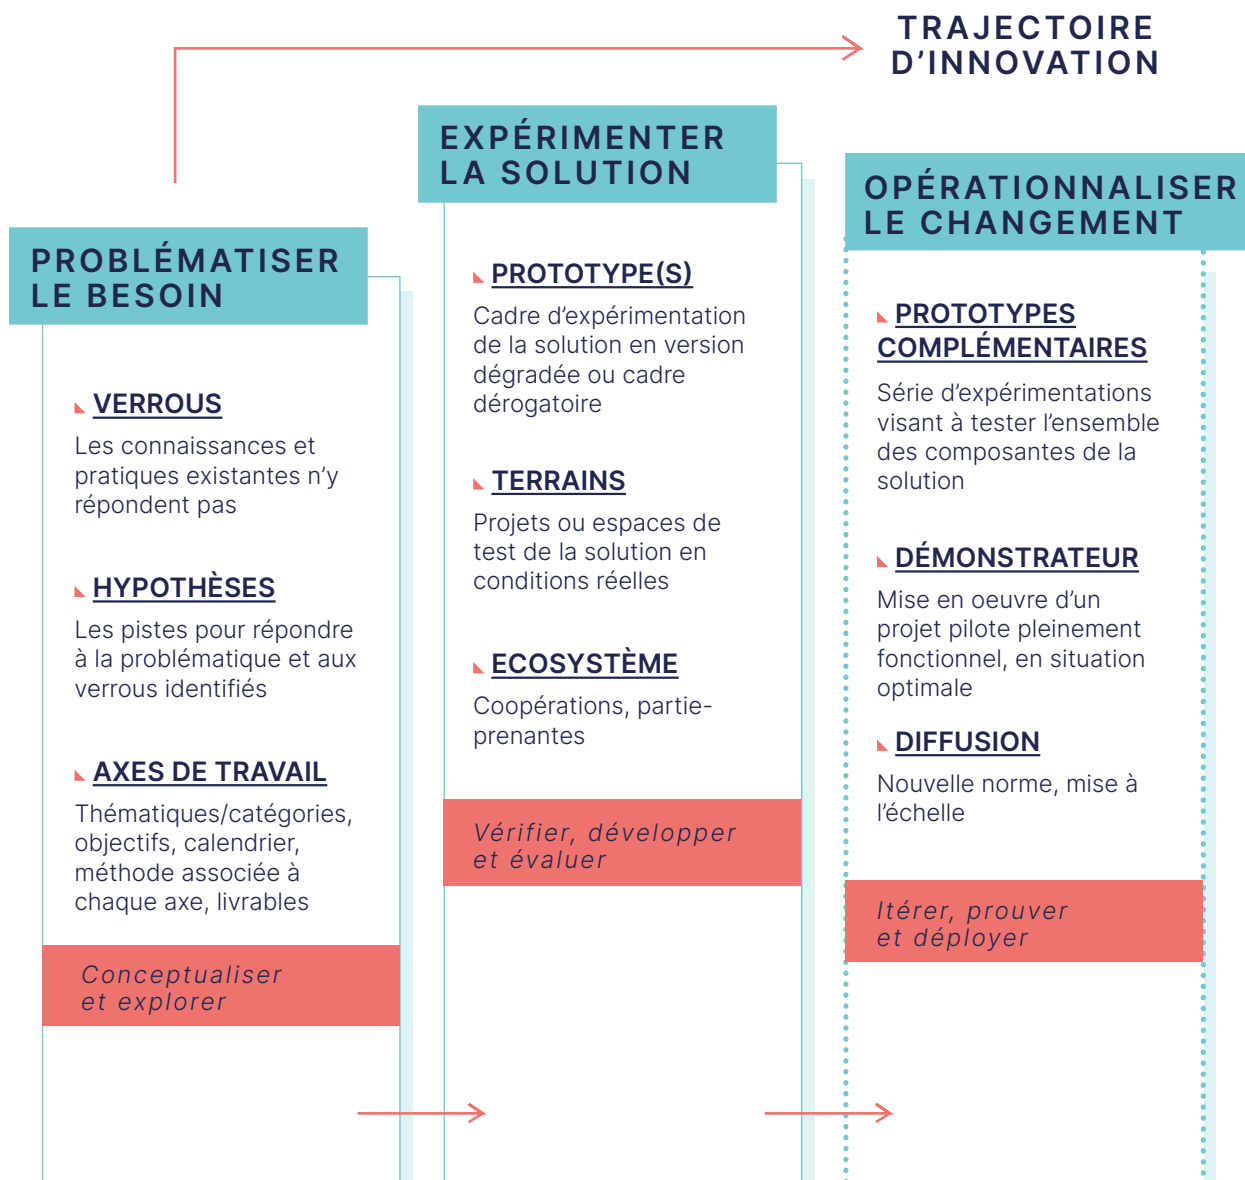 TRAJECTOIRE
D’INNOVATION
PROBLÉMATISER
LE BESOIN
VERROUS
Les connaissances et
pratiques existantes n’y
répondent pas
HYPOTHÈSES
Les pistes pour répondre
à la problématique et aux
verrous identifiés
AXES DE TRAVAIL
Thématiques/catégories,
objectifs, calendrier,
méthode associée à
chaque axe, livrables
Conceptualiser
et explorer
EXPÉRIMENTER
LA SOLUTION
PROTOTYPE(S)
Cadre d’expérimentation
de la solution en version
dégradée ou cadre
dérogatoire
TERRAINS
Projets ou espaces de
test de la solution en
conditions réelles
ECOSYSTÈME
Coopérations, partie-
prenantes
Vérifier, développer
et évaluer
OPÉRATIONNALISER
LE CHANGEMENT
PROTOTYPES
COMPLÉMENTAIRES
Série d’expérimentations
visant à tester l’ensemble
des composantes de la
solution
DÉMONSTRATEUR
Mise en oeuvre d’un
projet pilote pleinement
fonctionnel, en situation
optimale
DIFFUSION
Nouvelle norme, mise à
l’échelle
Itérer, prouver
et déployer